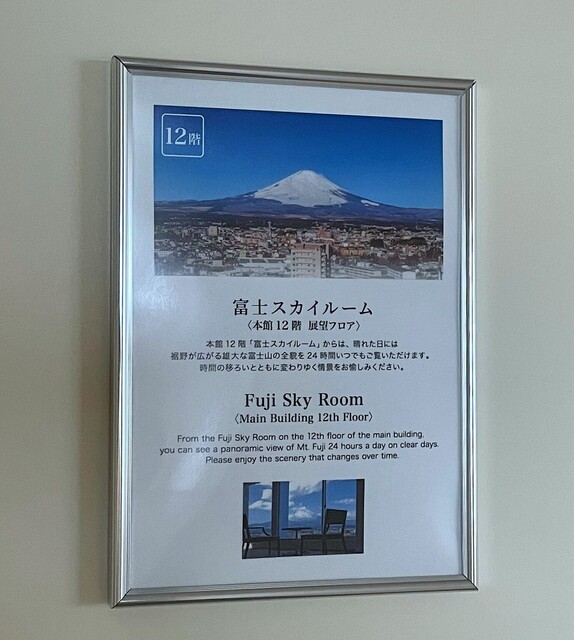 12階
富士スカイルーム
〈本館12階 展望フロア〉
本館12階「富士スカイルーム」からは、晴れた日には
裾野が広がる雄大な富士山の全貌を24時間いつでもご覧いただけます。
時間の移ろいとともに変わりゆく情景をお愉しみください。
Fuji Sky Room
〈Main Building 12th Floor〉
From the Fuji Sky Room on the 12th floor of the main building,
you can see a panoramic view of Mt. Fuji 24 hours a day on clear days.
Please enjoy the scenery that changes over time.